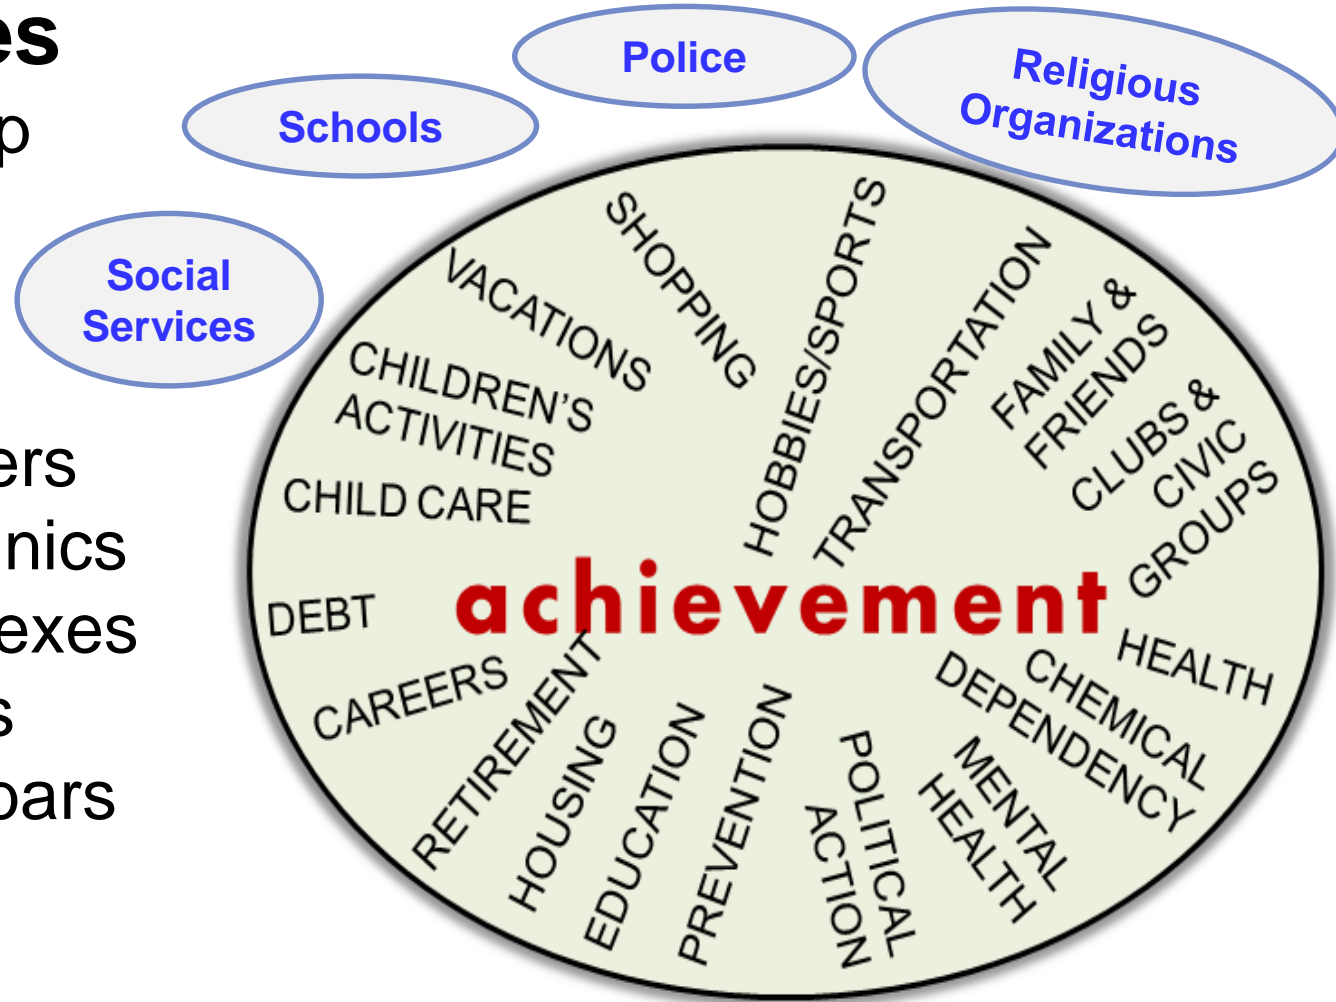 es
p
ers
nics
exes
s
bars
Police
Religious
Organizations
Schools
Social
Services
SHOPPING
VACATIONS
CHILDREN'S
ACTIVITIES
CHILD CARE
DEBT
CAREERS
RETIREMENT
HOUSING
EDUCATION
PREVENTION
POLITICAL
ACTION
MENTAL
HEALTH
CHEMICAL
DEPENDENCY
HEALTH
CLUBS &
CIVIC
GROUPS
FAMILY &
FRIENDS
TRANSPORTATION
HOBBIES/SPORTS
achievement